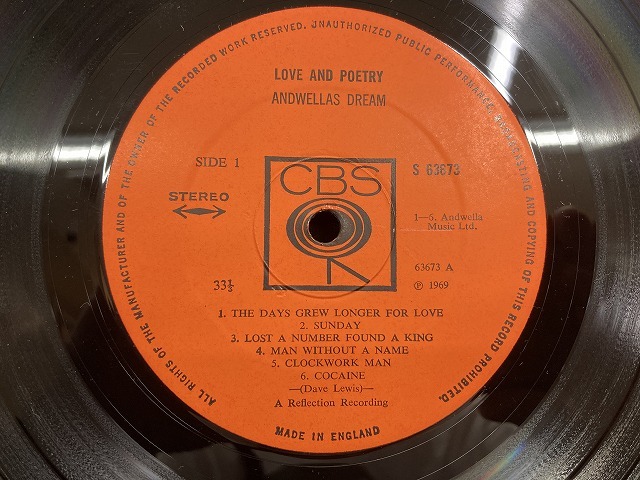 ALL RIGHTS OF THE MANUFACTURER AND OF THE OWNER OF THE RECORDED WORK RESERVED. UNAUTHORIZED PUBLIC PERFORMANCE, BROADCASTING AND COPYING OF THIS RECORD PROHIBITED.
LOVE AND POETRY
ANDWELLAS DREAM
SIDE 1
CBS
S 63673
STEREO
1—6. Andwella
Music Ltd.
63673 A
33⅓
℗ 1969
1. THE DAYS GREW LONGER FOR LOVE
2. SUNDAY
3. LOST A NUMBER FOUND A KING
4. MAN WITHOUT A NAME
5. CLOCKWORK MAN
6. COCAINE
—(Dave Lewis)—
A Reflection Recording
MADE IN ENGLAND